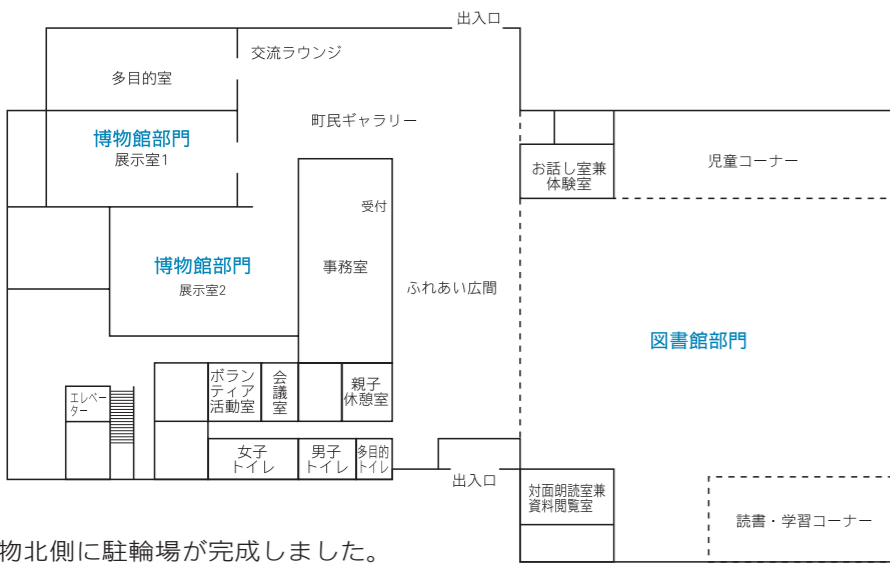 出入口
交流ラウンジ
多目的室
町民ギャラリー
博物館部門
展示室1
お話し室兼
体験室
児童コーナー
受付
博物館部門
展示室2
事務室
ふれあい広間
図書館部門
ボラン
ティア
活動室
会
議
室
親子
休憩室
エレベー
ター
女子
トイレ
男子
トイレ
多目的
トイレ
出入口
対面朗読室兼
資料閲覧室
読書・学習コーナー
物北側に駐輪場が完成しました。